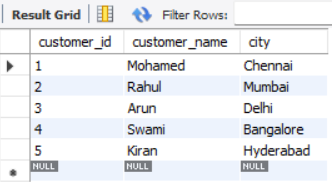 Result Grid Filter Rows:
customer_id customer_name city
1 Mohamed Chennai
2 Rahul Mumbai
3 Arun Delhi
4 Swami Bangalore
5 Kiran Hyderabad
NULL NULL NULL